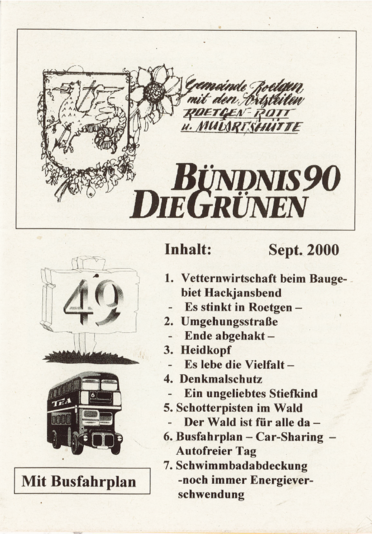 Gemeinde Roetgen
mit den Ortsteilen
ROETGEN - ROTT
u. MULARTSHÜTTE
BÜNDNIS 90
DIE GRÜNEN
Inhalt: Sept. 2000
49
1. Vetternwirtschaft beim Bauge-
biet Hackjansbend
- Es stinkt in Roetgen –
2. Umgehungsstraße
- Ende abgehakt –
3. Heidkopf
- Es lebe die Vielfalt –
4. Denkmalschutz
- Ein ungeliebtes Stiefkind
5. Schotterpisten im Wald
- Der Wald ist für alle da –
6. Busfahrplan – Car-Sharing –
Autofreier Tag
7. Schwimmbadabdeckung
-noch immer Energiever-
schwendung
Mit Busfahrplan